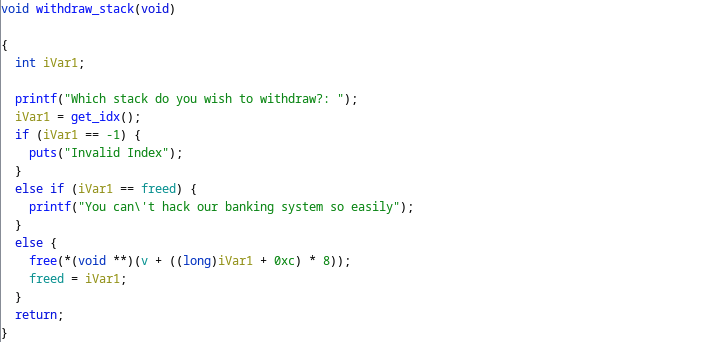 void withdraw_stack(void)
{
int iVar1;
printf("Which stack do you wish to withdraw?: ");
iVar1 = get_idx();
if (iVar1 == -1) {
puts("Invalid Index");
}
else if (iVar1 == freed) {
printf("You can\'t hack our banking system so easily");
}
else {
free(*(void **)(v + ((long)iVar1 + 0xc) * 8));
freed = iVar1;
}
return;
}